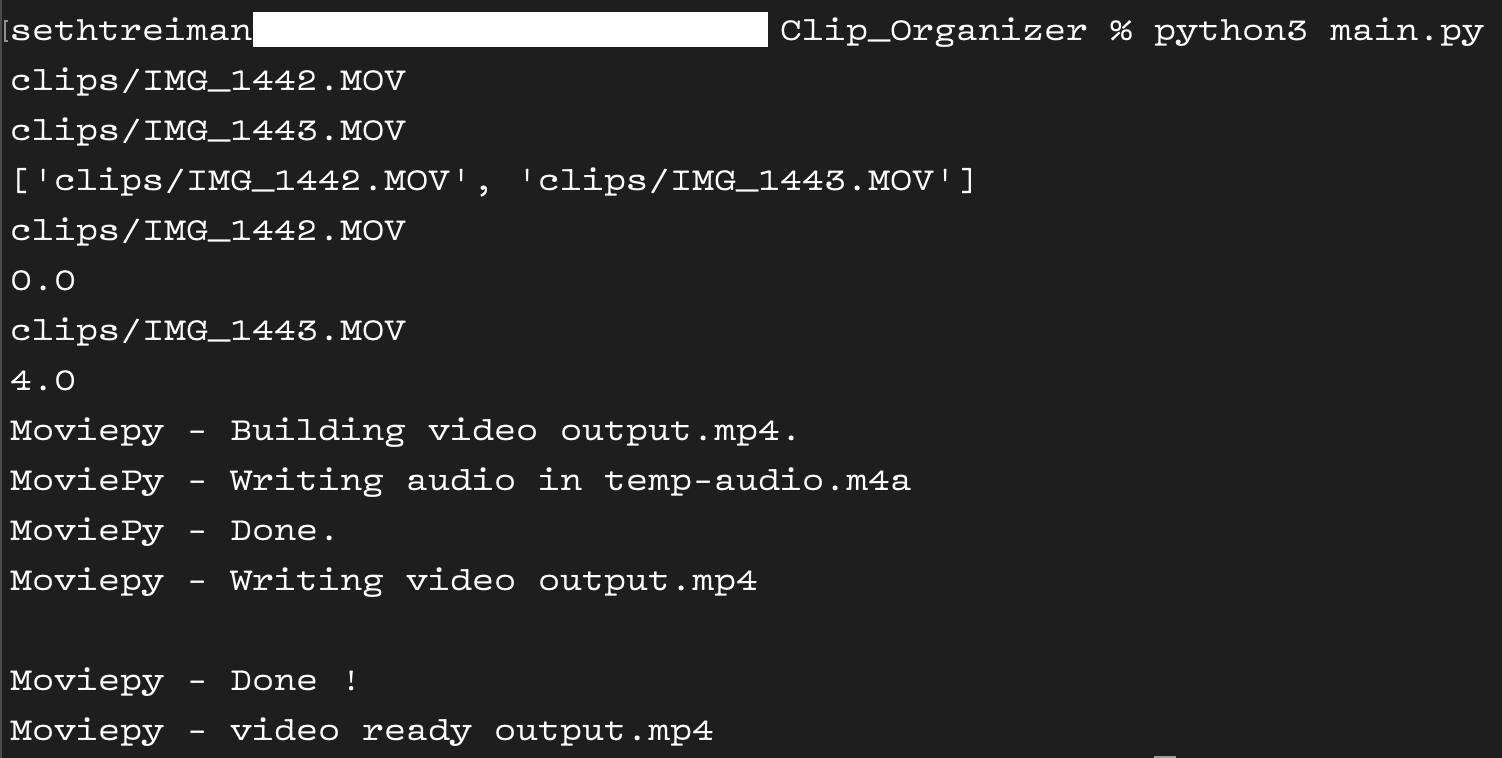 [sethtreiman Clip_Organizer % python3 main.py
clips/IMG_1442.MOV
clips/IMG_1443.MOV
['clips/IMG_1442.MOV', 'clips/IMG_1443.MOV']
clips/IMG_1442.MOV
0.0
clips/IMG_1443.MOV
4.0
Moviepy - Building video output.mp4.
MoviePy - Writing audio in temp-audio.m4a
MoviePy - Done.
Moviepy - Writing video output.mp4
Moviepy - Done !
Moviepy - video ready output.mp4